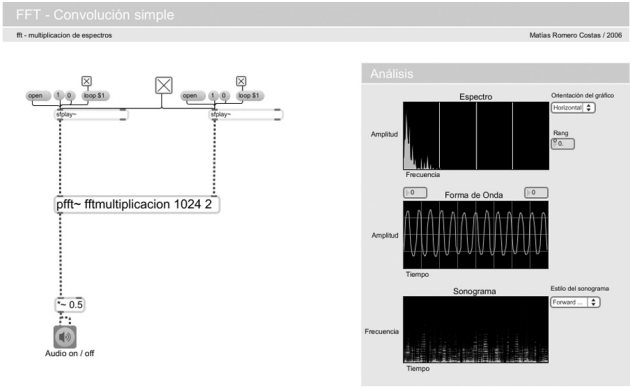 FFT - Convolución simple
fft - multiplicacion de espectros
Matías Romero Costas / 2006
open... 1 0 loop $1
open... 1 0 loop $1
sfplay~
sfplay~
pfft~ fftmultiplicacion 1024 2
*~ 0.5
Audio on / off
Análisis
Espectro
Orientación del gráfico
Horizontal
Amplitud
Rang
0.
Frecuencia
0
Forma de Onda
0
Amplitud
Tiempo
Sonograma
Estilo del sonograma
Forward ...
Frecuencia
Tiempo